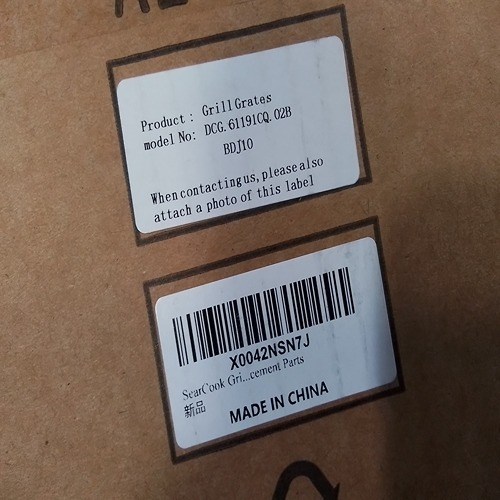 Product: Grill Grates
model No: DCG.61191CQ.02B
BDJ10
When contacting us, please also
attach a photo of this label
X0042NSN7J
SearCook Gri...cement Parts
新品
MADE IN CHINA